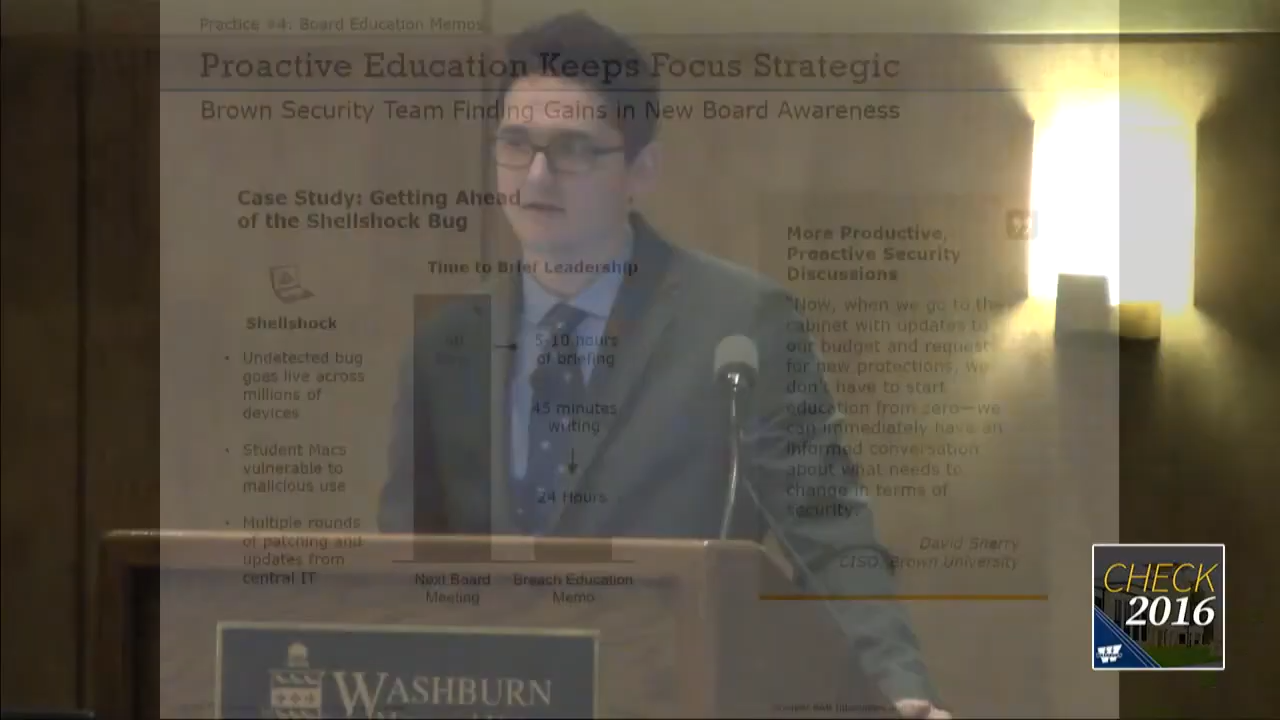 Practice #4: Board Education Memos
Proactive Education Keeps Focus Strategic
Brown Security Team Finding Gains in New Board Awareness
Case Study: Getting Ahead
of the Shellshock Bug
Shellshock
• Undetected bug
goes live across
millions of
devices
• Student Macs
vulnerable to
malicious use
• Multiple rounds
of patching and
updates from
central IT
Time to Brief Leadership
5-10 hours
of briefing
45 minutes
writing
24 Hours
Next Board
Meeting
Breach Education
Memo
More Productive,
Proactive Security
Discussions
"Now, when we go to the
cabinet with updates to
our budget and request
for new protections, we
don't have to start
education from zero—we
can immediately have an
informed conversation
about what needs to
change in terms of
security."
David Sherry
CISO, Brown University
WASHBURN
CHECK
2016